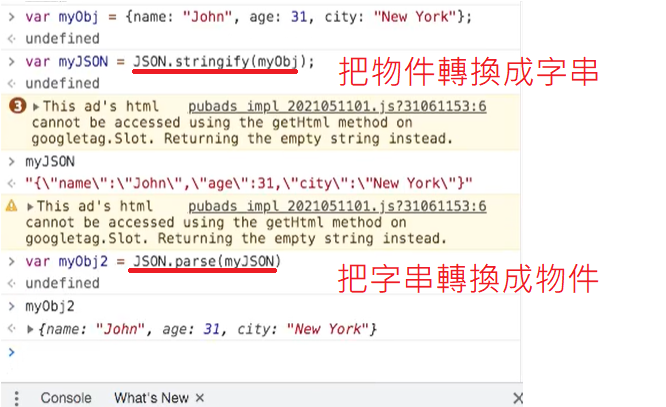 > var myObj = {name: "John", age: 31, city: "New York"};
undefined
> var myJSON = JSON.stringify(myObj);
把物件轉換成字串
undefined
3 ▶This ad's html pubads_impl_2021051101.js?31061153:6
cannot be accessed using the getHtml method on
googletag.Slot. Returning the empty string instead.
> myJSON
"{\"name\":\"John\",\"age\":31,\"city\":\"New York\"}"
▶This ad's html pubads_impl_2021051101.js?31061153:6
cannot be accessed using the getHtml method on
googletag.Slot. Returning the empty string instead.
> var myObj2 = JSON.parse(myJSON)
把字串轉換成物件
undefined
> myObj2
▶{name: "John", age: 31, city: "New York"}
>
Console What's New ×